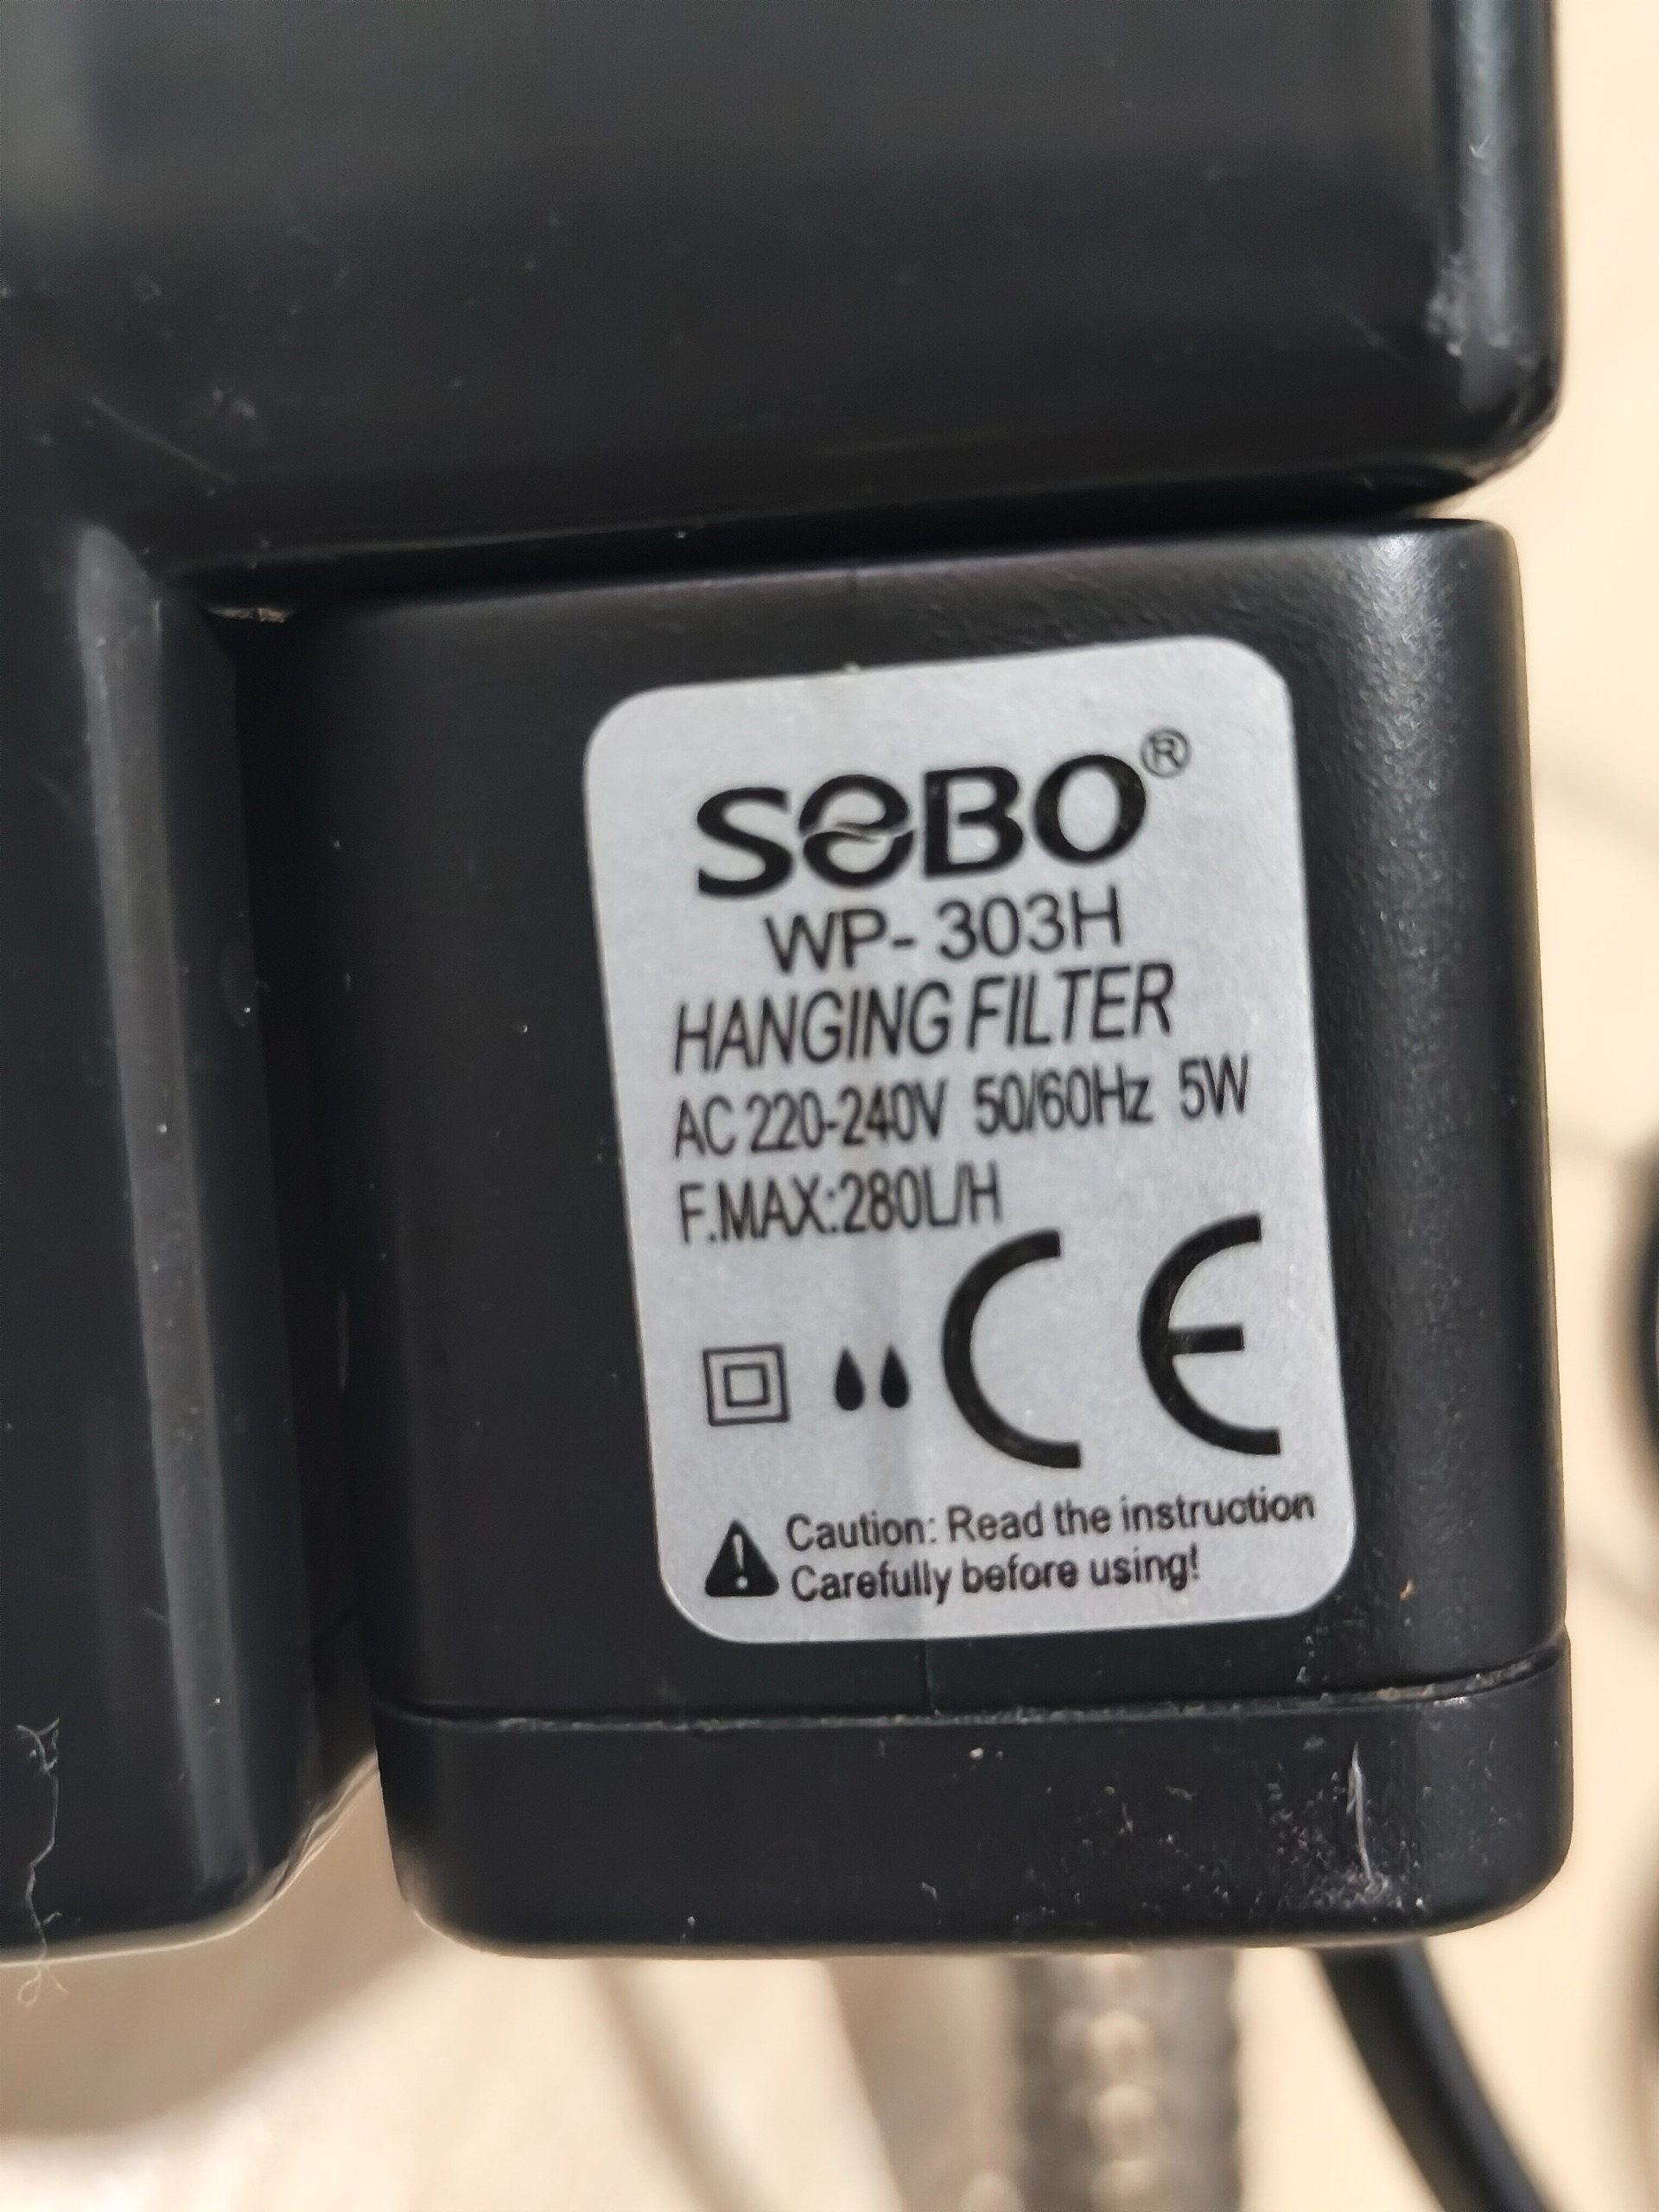 SOBO®
WP-303H
HANGING FILTER
AC 220-240V 50/60Hz 5W
F.MAX:280L/H
CE
Caution: Read the instruction
Carefully before using!